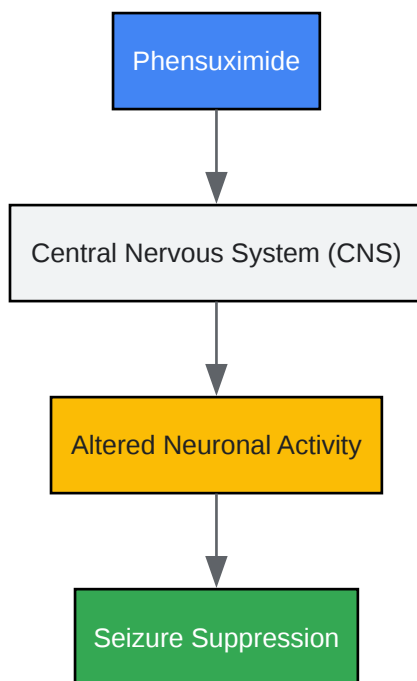 Phensuximide
Central Nervous System (CNS)
Altered Neuronal Activity
Seizure Suppression